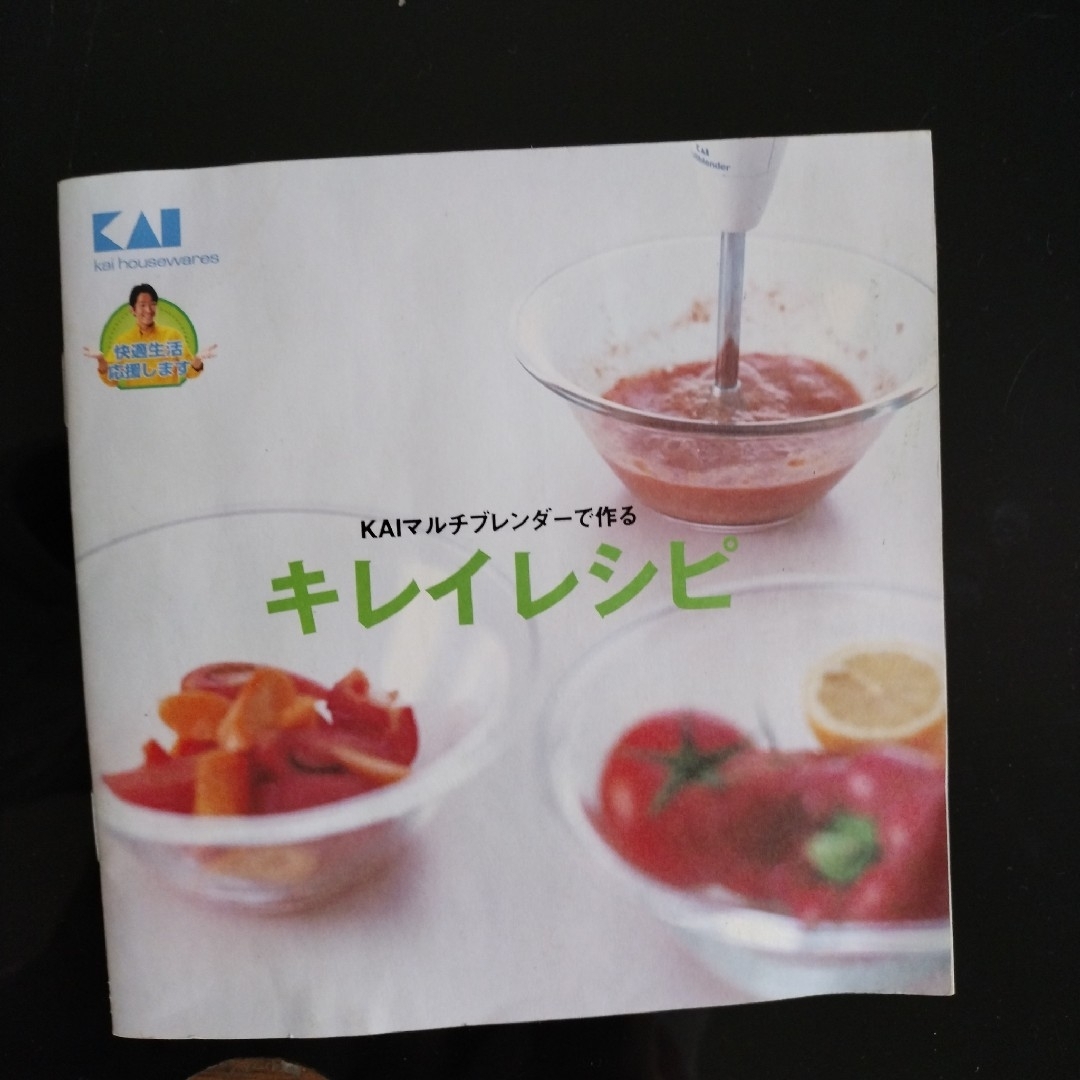 KAI
kai housewares
快適生活
応援します
KAI
KAIマルチブレンダーで作る
キレイレシピ